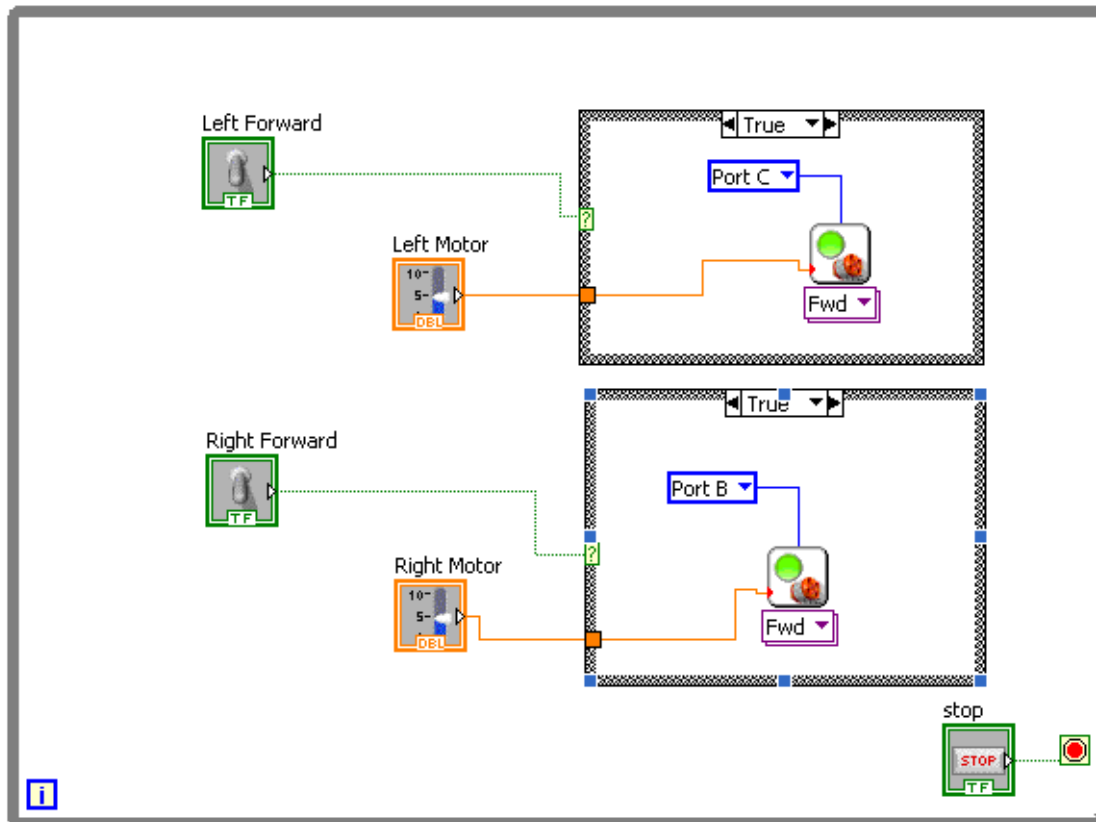 Left Forward
TF
True
Port C
?
Left Motor
10-
5-
DBL
Fwd
True
Right Forward
TF
Port B
?
Right Motor
10-
5-
DBL
Fwd
stop
STOP
TF
i